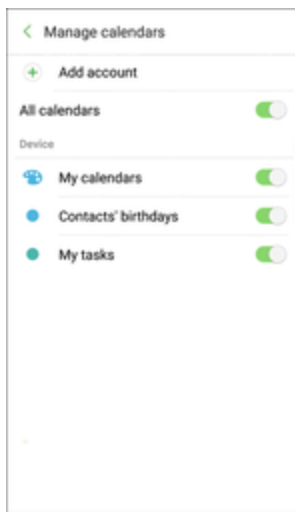 Manage calendars
Add account
All calendars
Device
My calendars
Contacts' birthdays
My tasks